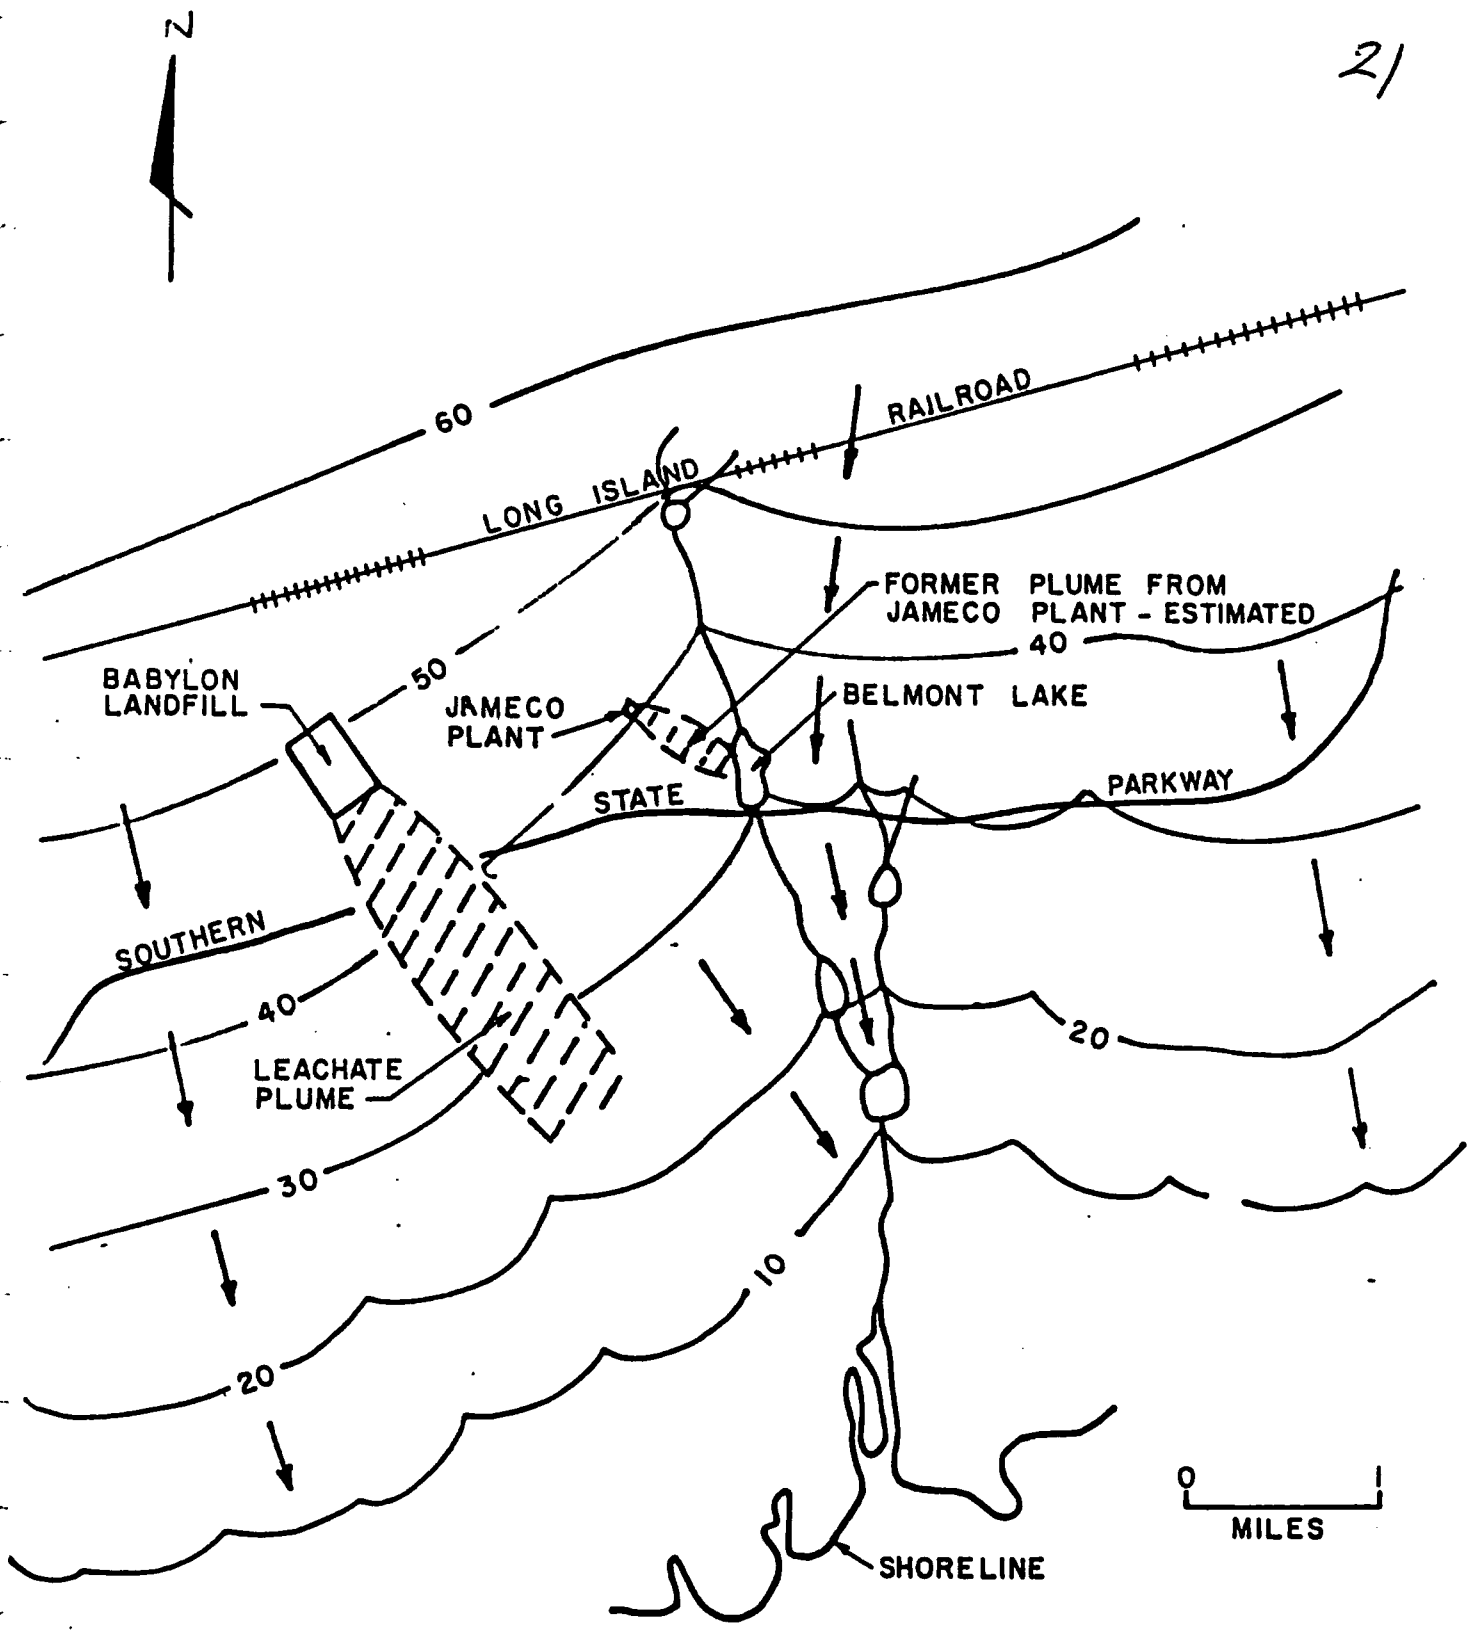 N
21
60
RAILROAD
LONG ISLAND
FORMER PLUME FROM
JAMECO PLANT - ESTIMATED
40
50
BABYLON
LANDFILL
JAMECO
PLANT
BELMONT LAKE
STATE
PARKWAY
SOUTHERN
40
20
LEACHATE
PLUME
30
10
20
0 1
MILES
SHORELINE